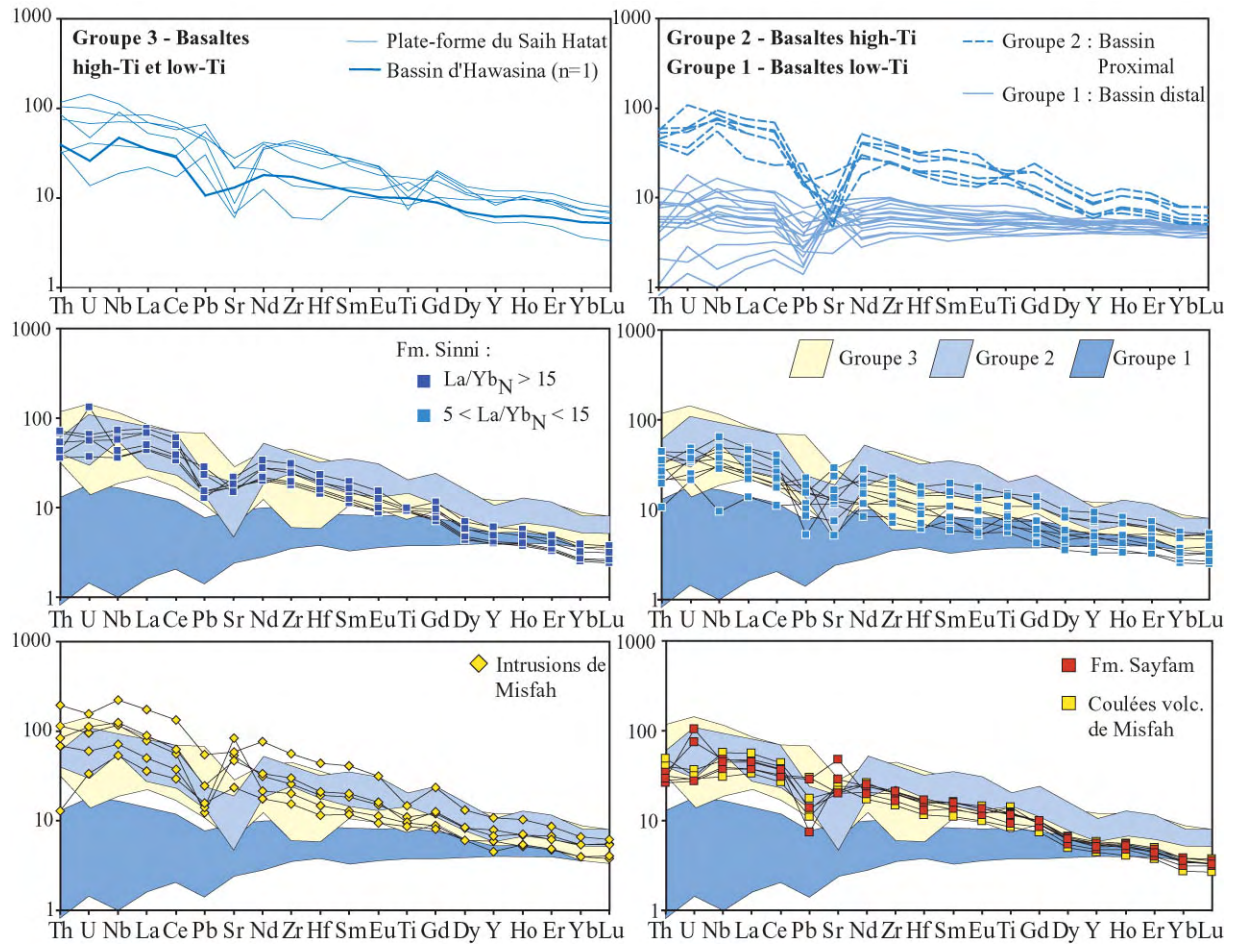 1000
100
10
1
Groupe 3 - Basaltes
high-Ti et low-Ti
Plate-forme du Saih Hatat
Bassin d'Hawasina (n=1)
Th U Nb La Ce Pb Sr Nd Zr Hf Sm Eu Ti Gd Dy Y Ho Er Yb Lu
1000
100
10
1
Groupe 2 - Basaltes high-Ti
Groupe 1 - Basaltes low-Ti
Groupe 2 : Bassin
Proximal
Groupe 1 : Bassin distal
Th U Nb La Ce Pb Sr Nd Zr Hf Sm Eu Ti Gd Dy Y Ho Er Yb Lu
1000
100
10
1
Fm. Sinni :
La/YbN > 15
5 < La/YbN < 15
Th U Nb La Ce Pb Sr Nd Zr Hf Sm Eu Ti Gd Dy Y Ho Er Yb Lu
1000
100
10
1
Groupe 3
Groupe 2
Groupe 1
Th U Nb La Ce Pb Sr Nd Zr Hf Sm Eu Ti Gd Dy Y Ho Er Yb Lu
1000
100
10
1
Intrusions de
Misfah
Th U Nb La Ce Pb Sr Nd Zr Hf Sm Eu Ti Gd Dy Y Ho Er Yb Lu
1000
100
10
1
Fm. Sayfam
Coulées volc.
de Misfah
Th U Nb La Ce Pb Sr Nd Zr Hf Sm Eu Ti Gd Dy Y Ho Er Yb Lu